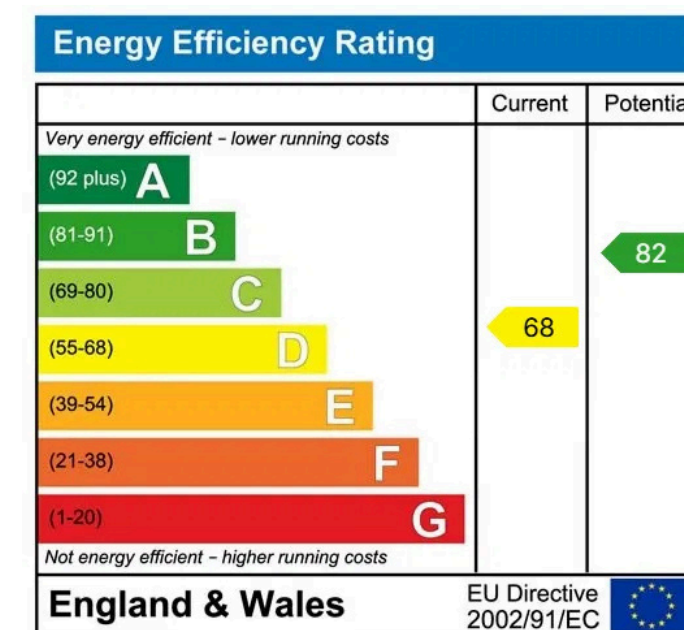 Energy Efficiency Rating
Current Potentia
Very energy efficient – lower running costs
(92 plus) A
(81-91) B
82
(69-80) C
68
(55-68) D
(39-54) E
(21-38) F
(1-20) G
Not energy efficient – higher running costs
England & Wales
EU Directive
2002/91/EC